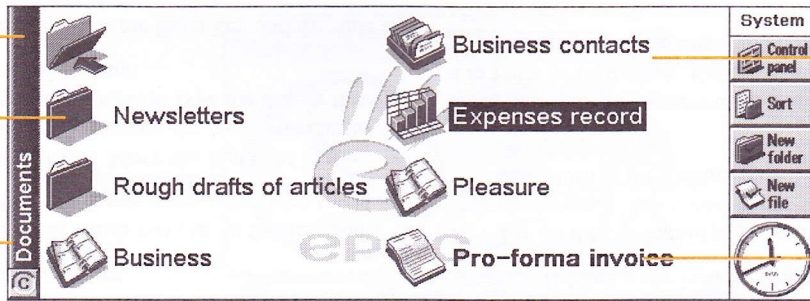 Documents
C
Newsletters
Rough drafts of articles
Business
Business contacts
Expenses record
Pleasure
Pro-forma invoice
epoc
System
Control
panel
Sort
New
folder
New
file